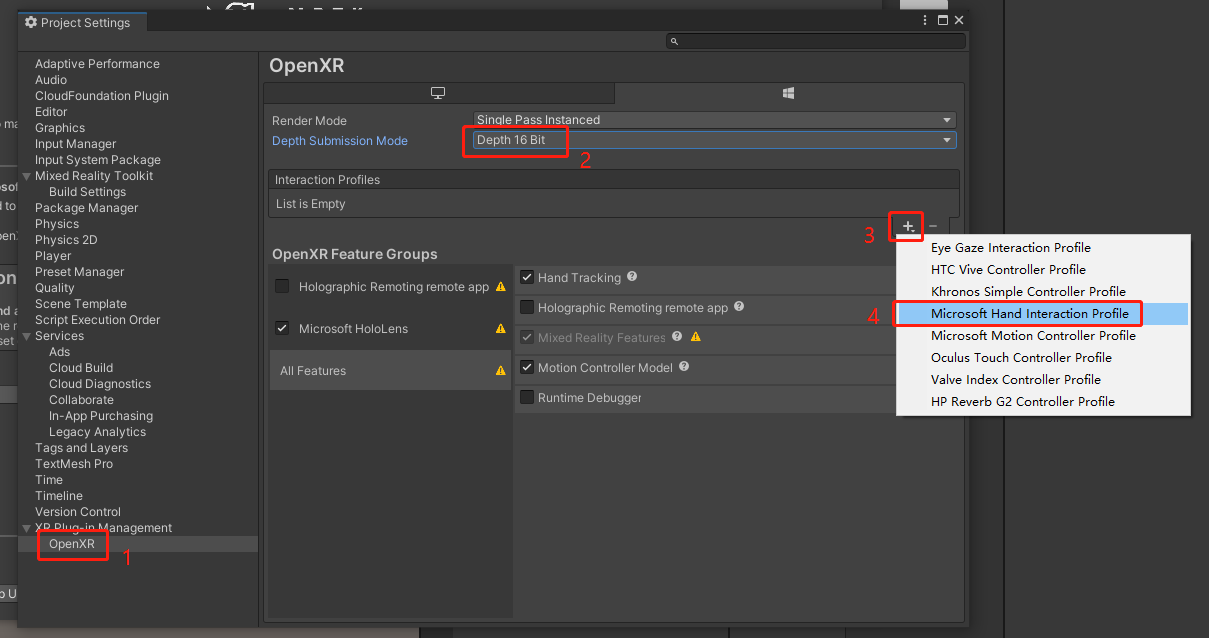 Project Settings
Adaptive Performance
Audio
CloudFoundation Plugin
Editor
Graphics
Input Manager
Input System Package
Mixed Reality Toolkit
Build Settings
Package Manager
Physics
Physics 2D
Player
Preset Manager
Quality
Scene Template
Script Execution Order
Services
Ads
Cloud Build
Cloud Diagnostics
Collaborate
In-App Purchasing
Legacy Analytics
Tags and Layers
TextMesh Pro
Time
Timeline
Version Control
XR Plug-in Management
OpenXR
1
OpenXR
Render Mode
Single Pass Instanced
Depth Submission Mode
Depth 16 Bit
2
Interaction Profiles
List is Empty
3
OpenXR Feature Groups
Holographic Remoting remote app
Microsoft HoloLens
All Features
Hand Tracking
Holographic Remoting remote app
Mixed Reality Features
Motion Controller Model
Runtime Debugger
Eye Gaze Interaction Profile
HTC Vive Controller Profile
Khronos Simple Controller Profile
4
Microsoft Hand Interaction Profile
Microsoft Motion Controller Profile
Oculus Touch Controller Profile
Valve Index Controller Profile
HP Reverb G2 Controller Profile